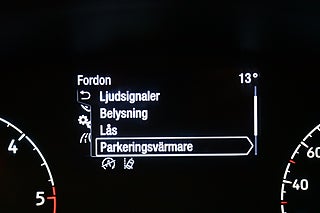 Fordon 13°
Ljudsignaler
Belysning
Lås
Parkeringsvärmare
4
5
60
40